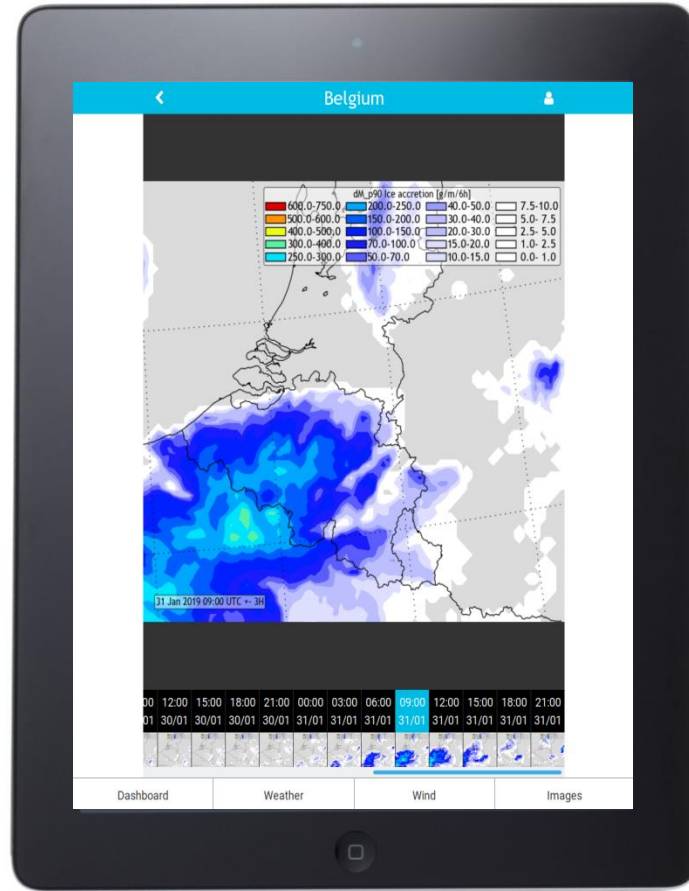 Belgium
dM_p90 Ice accretion [g/m/6h]
600.0-750.0 200.0-250.0 40.0-50.0 7.5-10.0
500.0-600.0 150.0-200.0 30.0-40.0 5.0- 7.5
400.0-500.0 100.0-150.0 20.0-30.0 2.5- 5.0
300.0-400.0 70.0-100.0 15.0-20.0 1.0- 2.5
250.0-300.0 50.0-70.0 10.0-15.0 0.0- 1.0
31 Jan 2019 09:00 UTC +- 3H
00 12:00 15:00 18:00 21:00 00:00 03:00 06:00 09:00 12:00 15:00 18:00 21:00
01 30/01 30/01 30/01 30/01 31/01 31/01 31/01 31/01 31/01 31/01 31/01 31/01
Dashboard Weather Wind Images